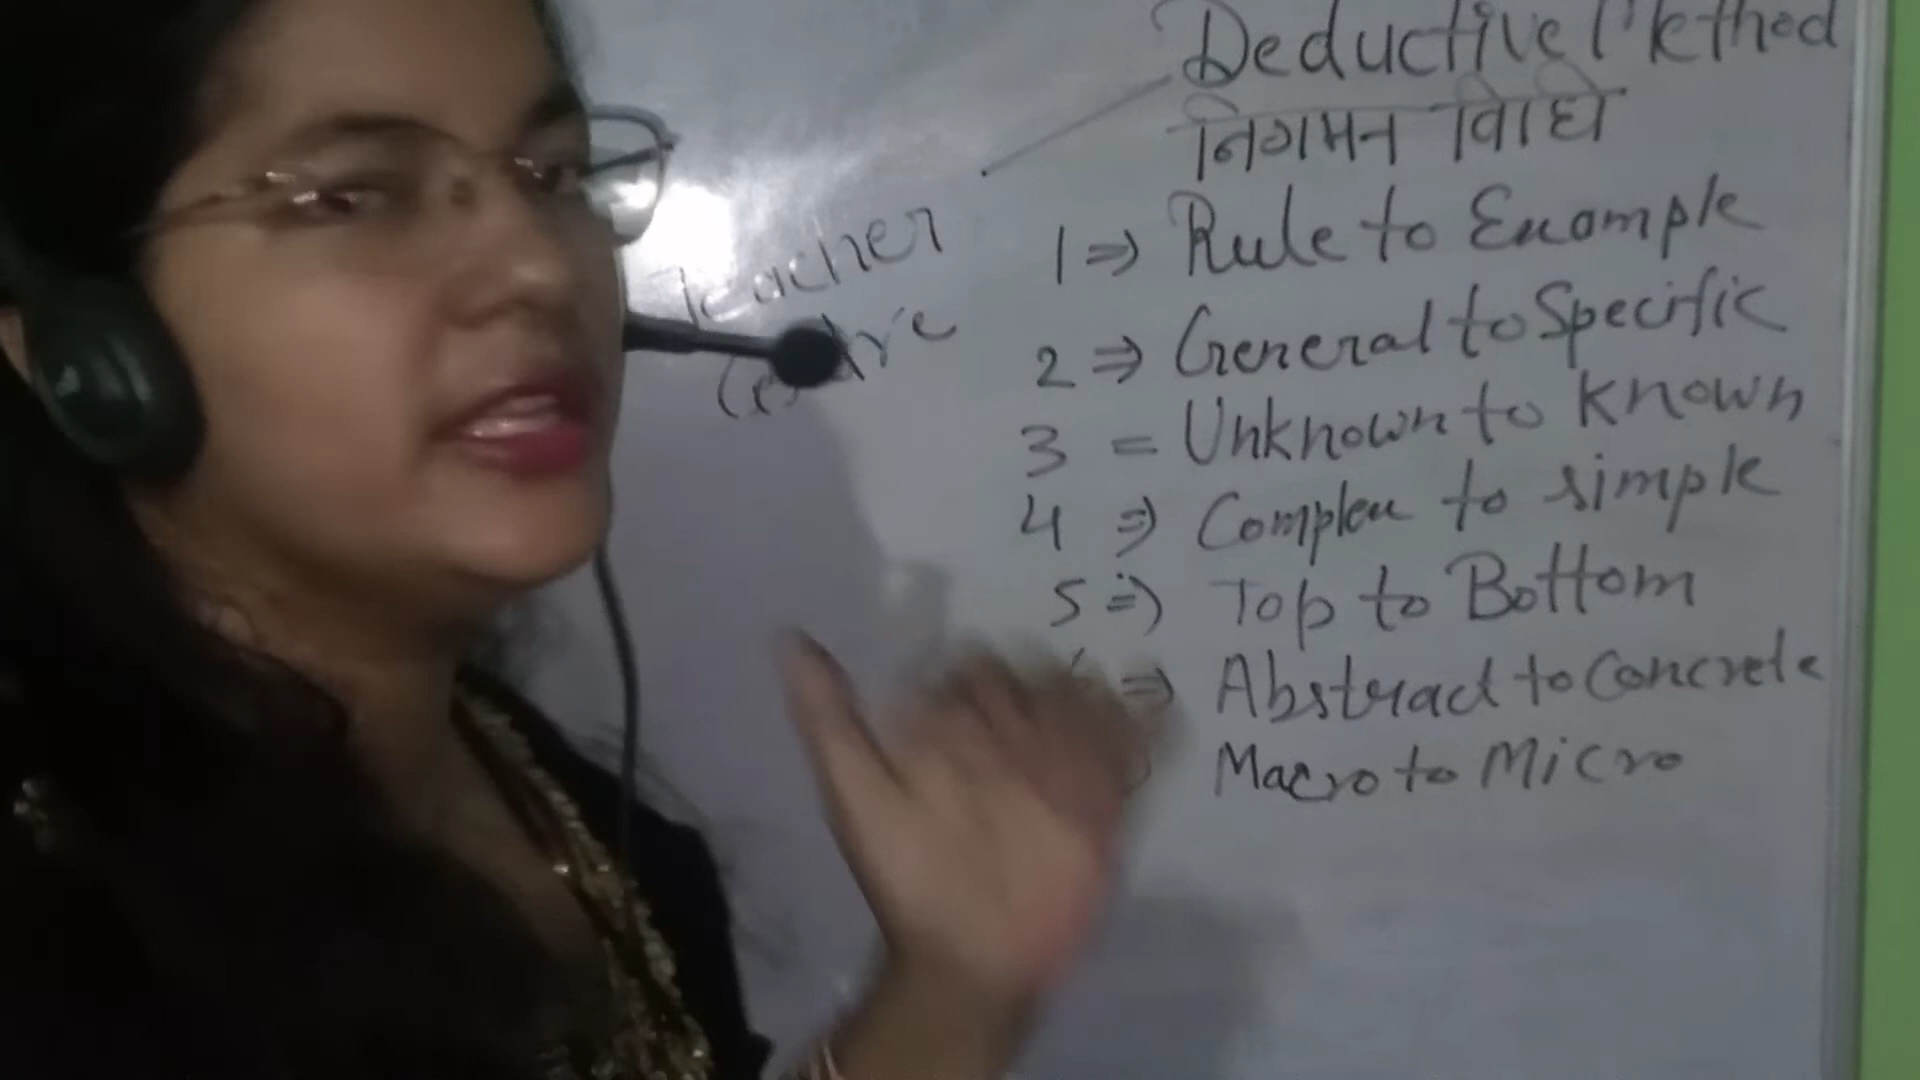 Deductive Method
निगमन विधि
Teacher
1 ⇒ Rule to Example
2 ⇒ General to Specific
3 = Unknown to known
4 ⇒ Complex to simple
5 ⇒ Top to Bottom
⇒ Abstract to Concrete
Macro to Micro